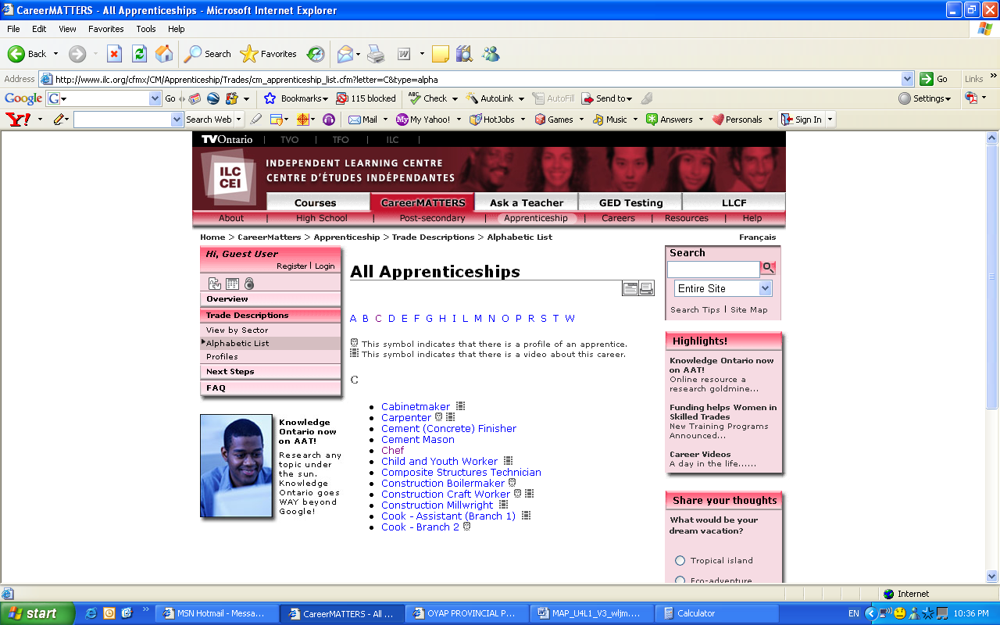 CareerMATTERS - All Apprenticeships - Microsoft Internet Explorer
File Edit View Favorites Tools Help
Back Search Favorites
Address http://www.ilc.org/cfmx/CM/Apprenticeship/Trades/cm_apprenticeship_list.cfm?letter=C&type=alpha Go Links »
Google G Go Bookmarks 115 blocked ABC Check AutoLink AutoFill Send to Settings
Y! Search Web Mail My My Yahoo! HotJobs Games Music Answers Personals Sign In
TVOntario | TVO | TFO | ILC |
ILC
CEI
INDEPENDENT LEARNING CENTRE
CENTRE D'ÉTUDES INDÉPENDANTES
Courses CareerMATTERS Ask a Teacher GED Testing LLCF
About | High School | Post-secondary | Apprenticeship | Careers | Resources | Help
Home > CareerMatters > Apprenticeship > Trade Descriptions > Alphabetic List Français
Hi, Guest User
Register | Login
Overview
Trade Descriptions
View by Sector
Alphabetic List
Profiles
Next Steps
FAQ
Knowledge
Ontario now
on AAT!
Research any
topic under
the sun.
Knowledge
Ontario goes
WAY beyond
Google!
All Apprenticeships
A B C D E F G H I L M N O P R S T W
This symbol indicates that there is a profile of an apprentice.
This symbol indicates that there is a video about this career.
C
Cabinetmaker
Carpenter
Cement (Concrete) Finisher
Cement Mason
Chef
Child and Youth Worker
Composite Structures Technician
Construction Boilermaker
Construction Craft Worker
Construction Millwright
Cook - Assistant (Branch 1)
Cook - Branch 2
Search
Entire Site
Search Tips | Site Map
Highlights!
Knowledge Ontario now
on AAT!
Online resource a
research goldmine...
Funding helps Women in
Skilled Trades
New Training Programs
Announced...
Career Videos
A day in the life......
Share your thoughts
What would be your
dream vacation?
Tropical island
Eco-adventure
Internet
start » MSN Hotmail - Messa... CareerMATTERS - All ... OYAP PROVINCIAL P... MAP_U4L1_V3_wljm.... Calculator EN 10:36 PM